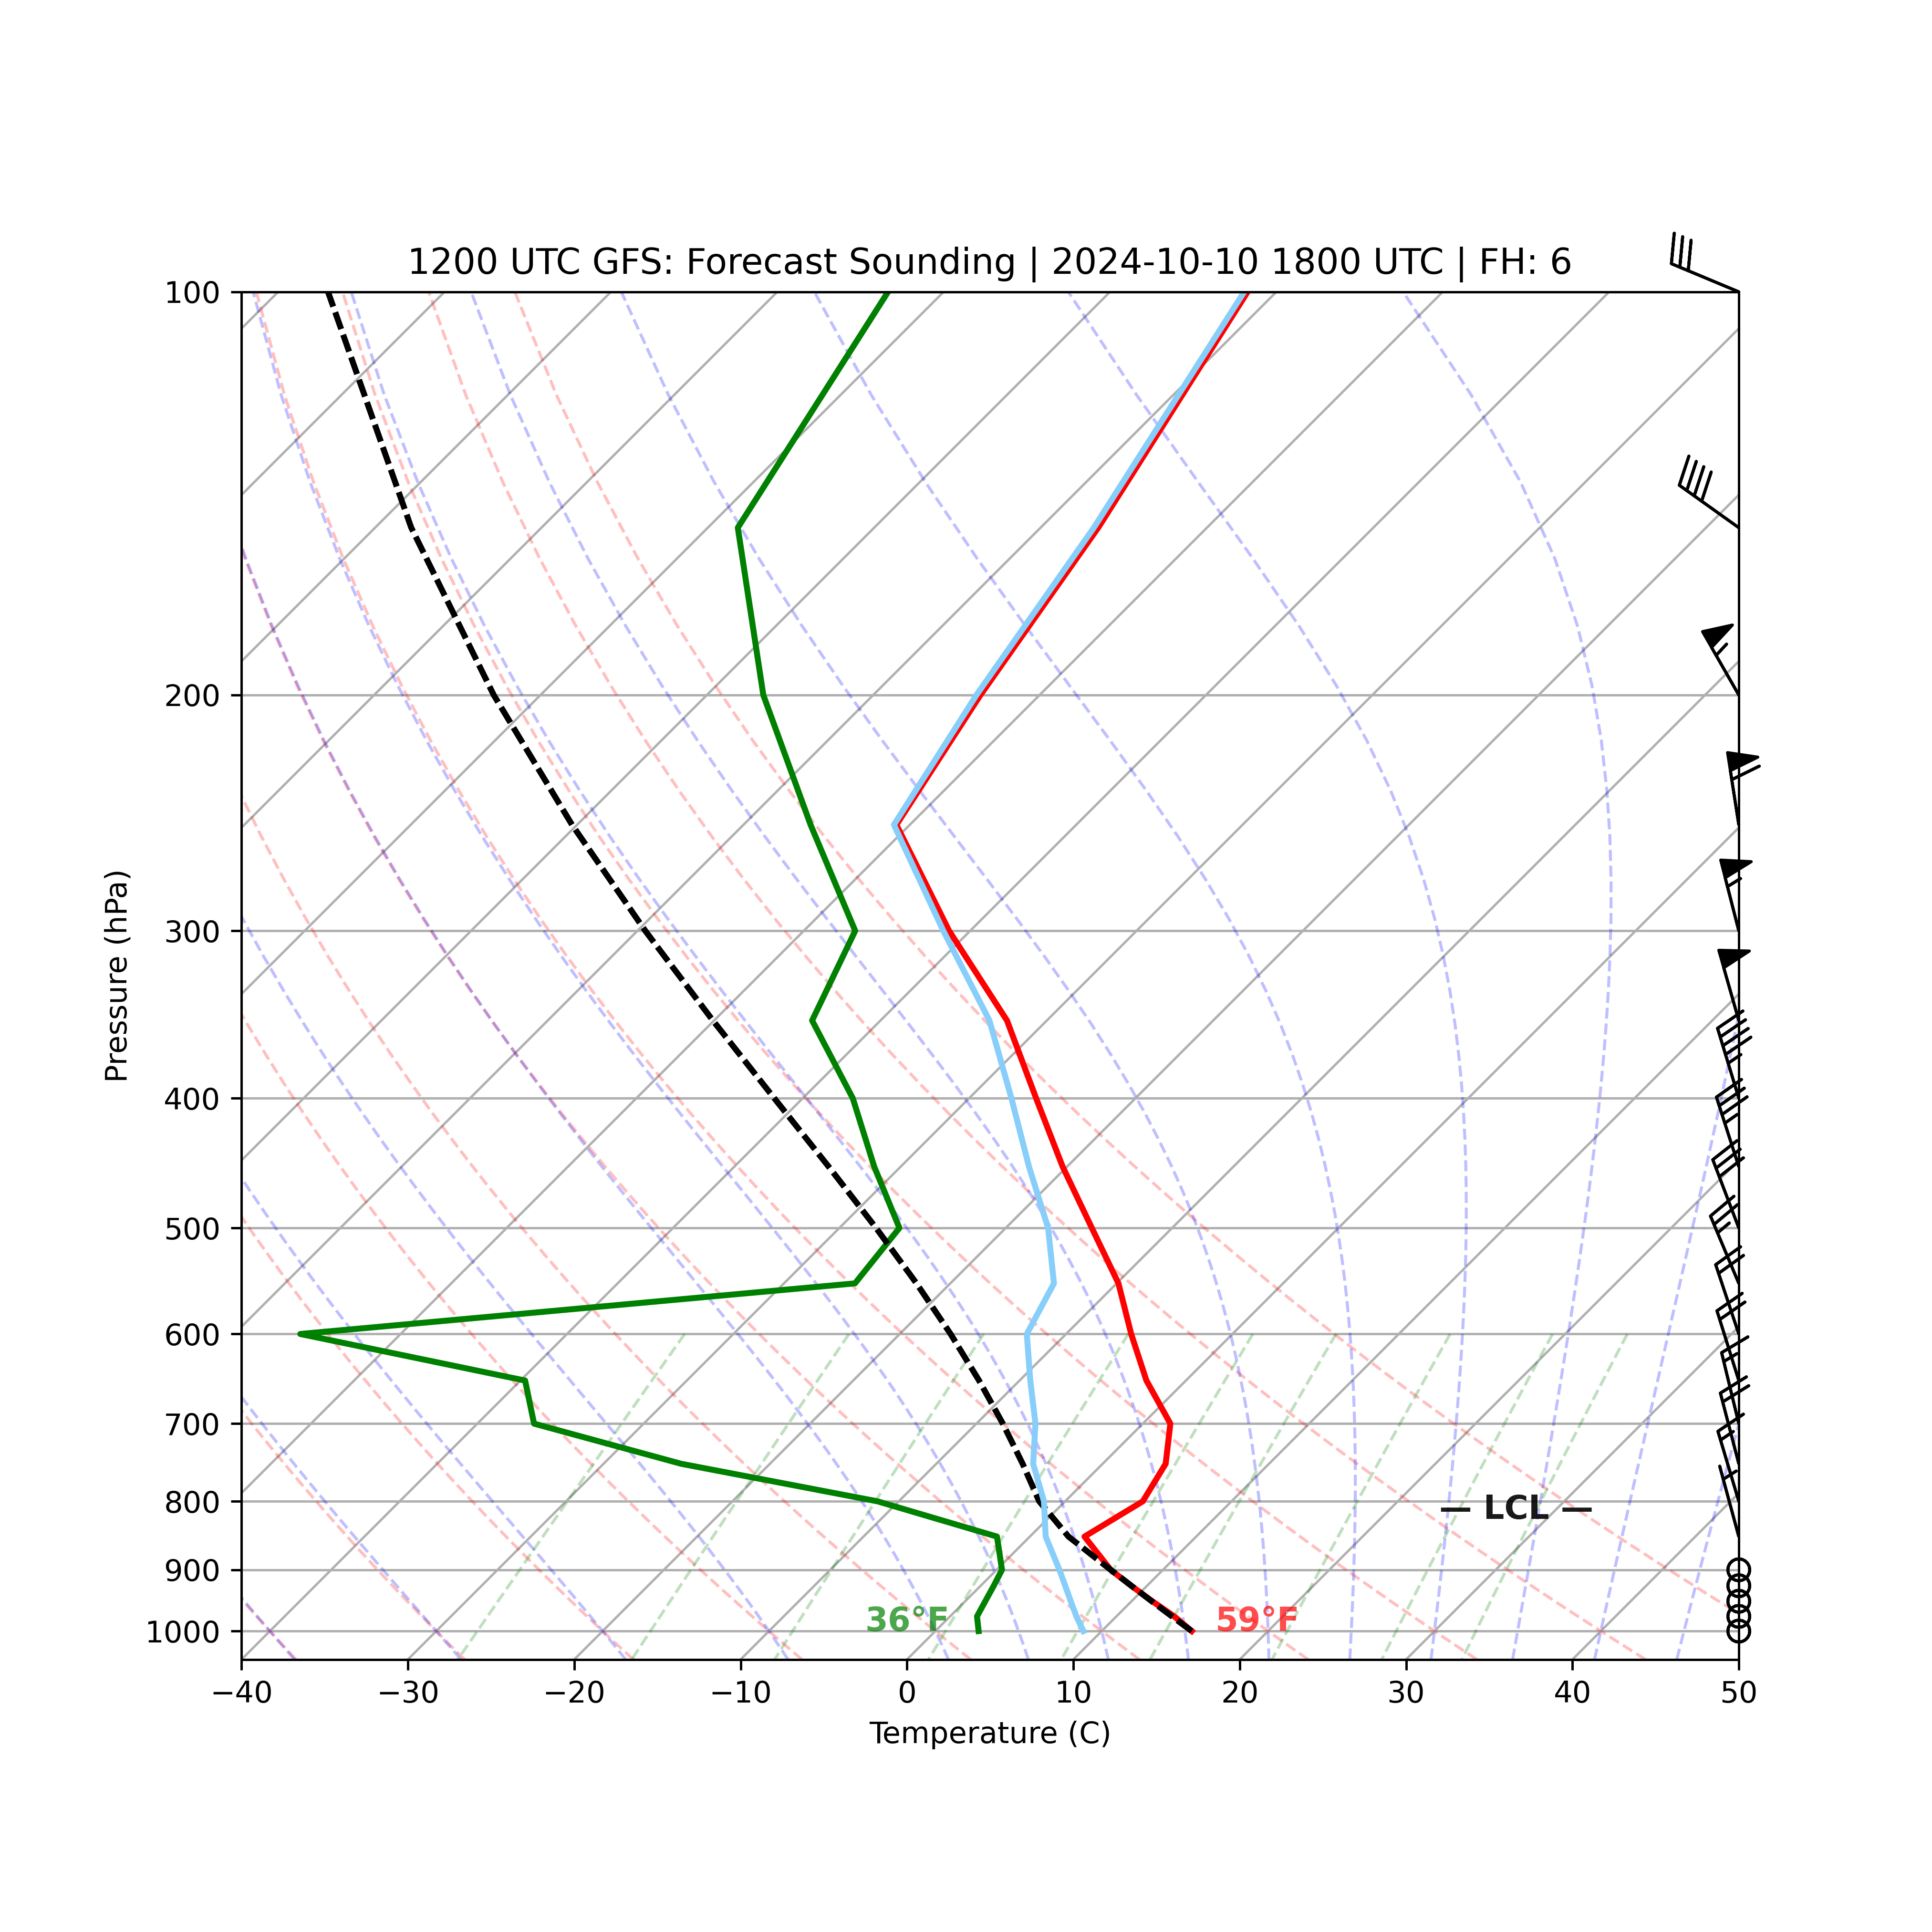 1200 UTC GFS: Forecast Sounding | 2024-10-10 1800 UTC | FH: 6
100
200
300
400
500
600
700
800
900
1000
Pressure (hPa)
— LCL —
36°F
59°F
−40 −30 −20 −10 0 10 20 30 40 50
Temperature (C)